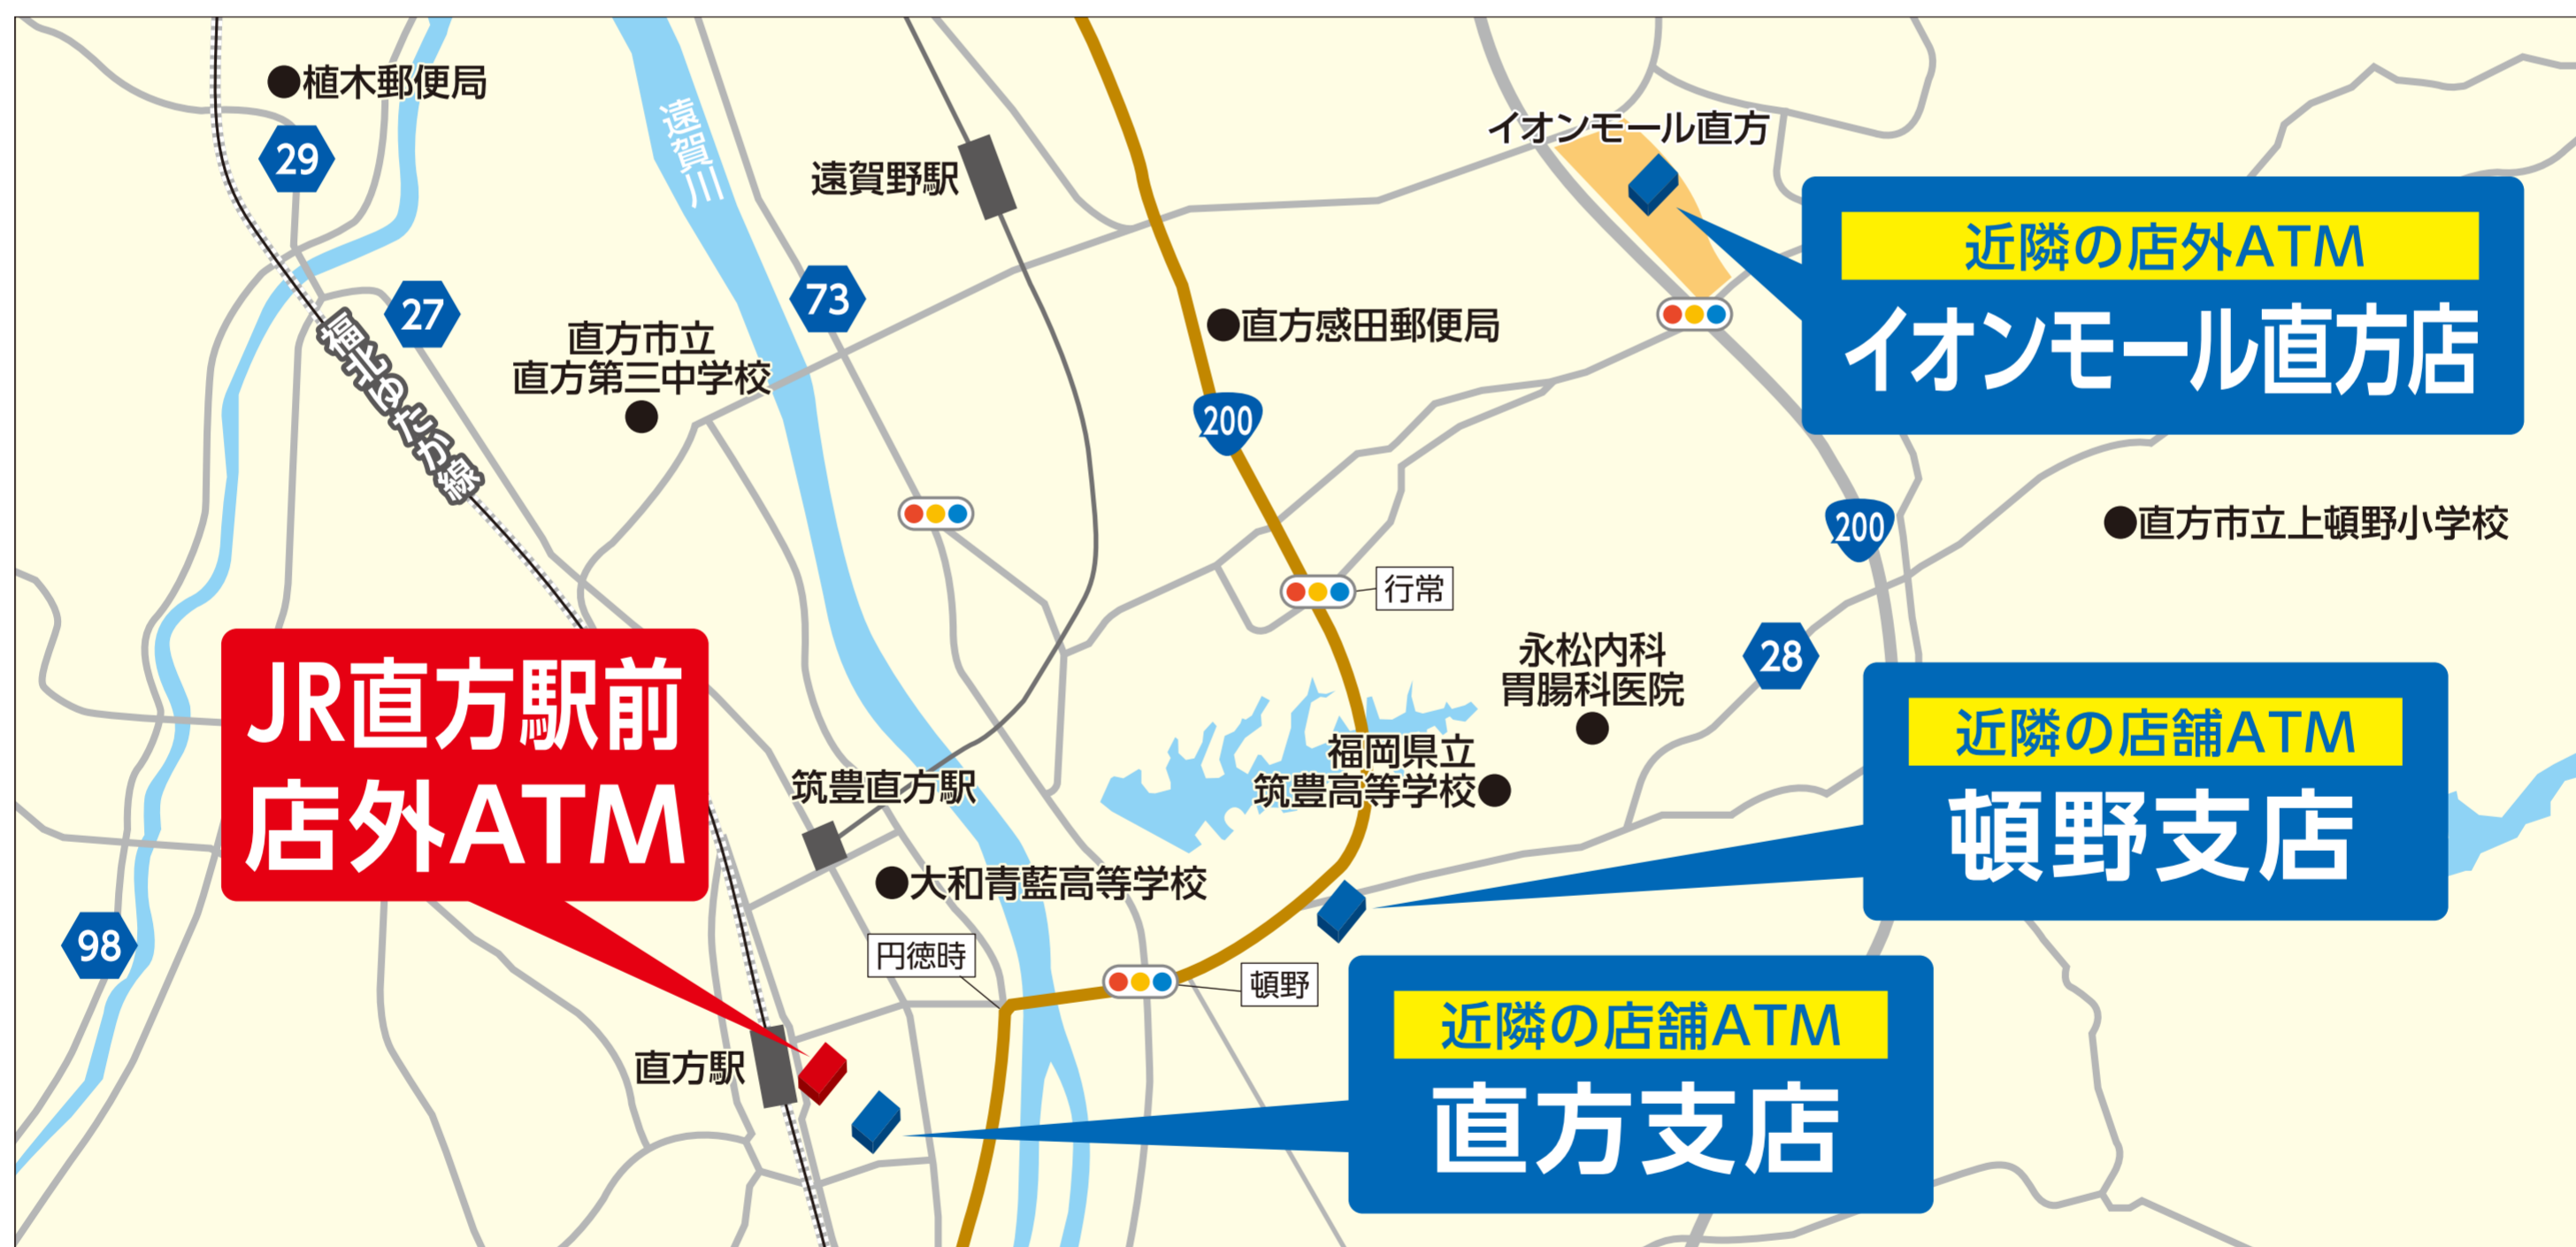 植木郵便局
29
遠賀川
遠賀野駅
イオンモール直方
近隣の店外ATM
イオンモール直方店
27
73
直方市立
直方第三中学校
福北ゆたか線
直方感田郵便局
200
200
直方市立上頓野小学校
行常
永松内科
胃腸科医院
28
JR直方駅前
店外ATM
近隣の店舗ATM
頓野支店
福岡県立
筑豊高等学校
筑豊直方駅
大和青藍高等学校
98
円徳時
頓野
近隣の店舗ATM
直方支店
直方駅